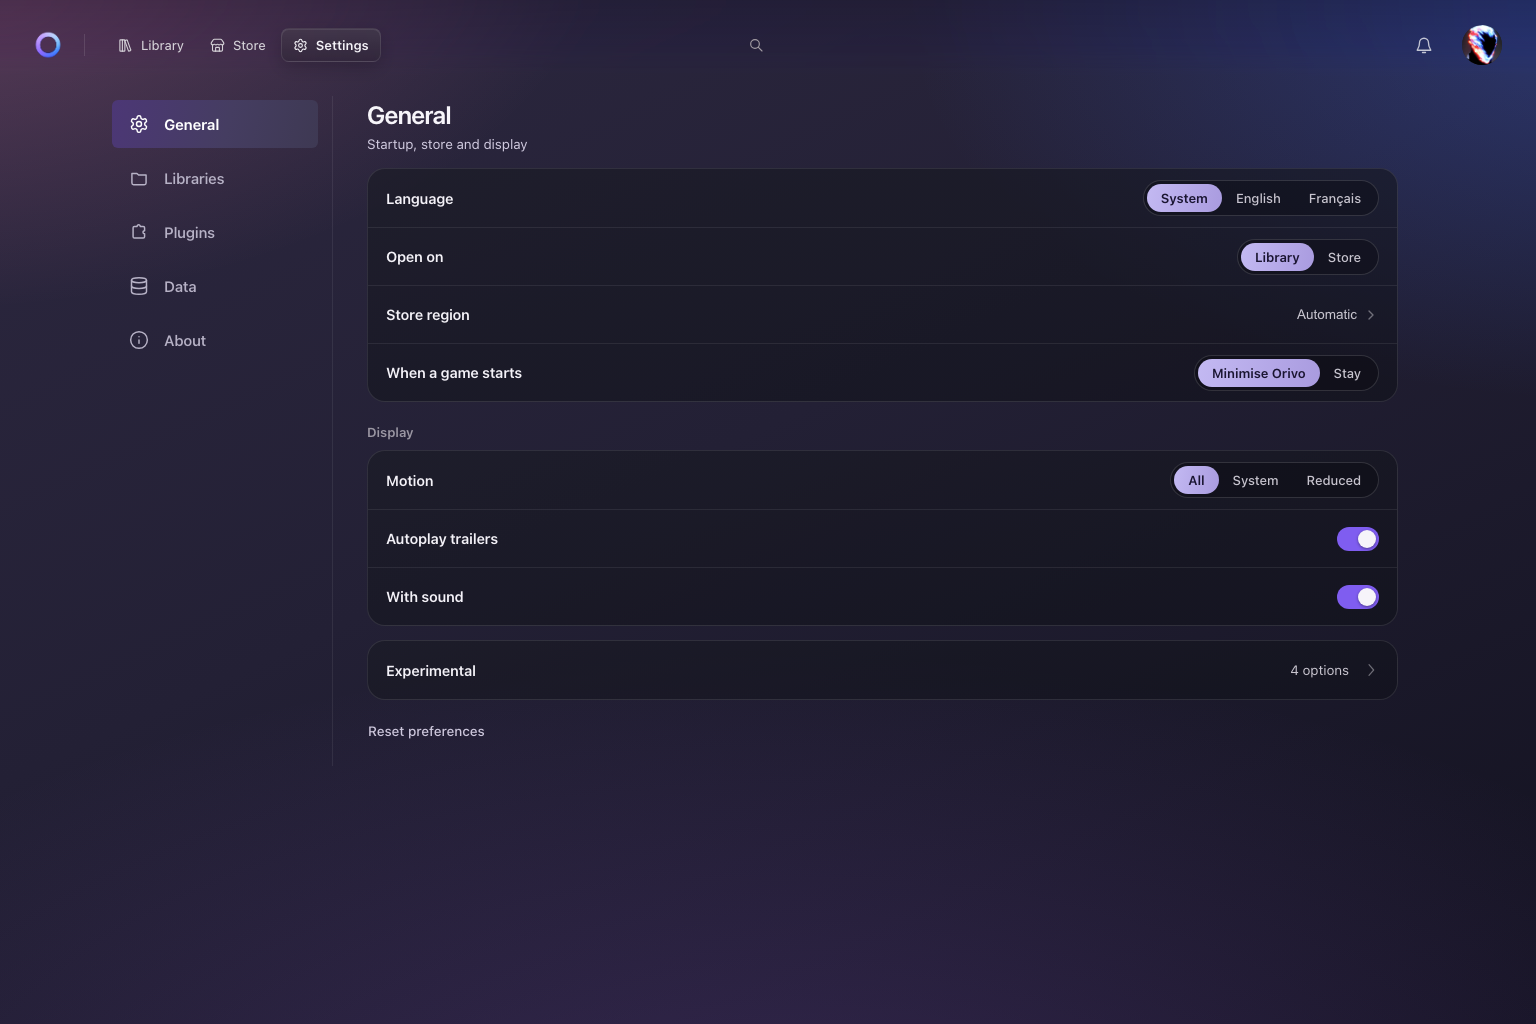 Library
Store
Settings
General
Libraries
Plugins
Data
About
General
Startup, store and display
Language System English Français
Open on Library Store
Store region Automatic
When a game starts Minimise Orivo Stay
Display
Motion All System Reduced
Autoplay trailers
With sound
Experimental 4 options
Reset preferences